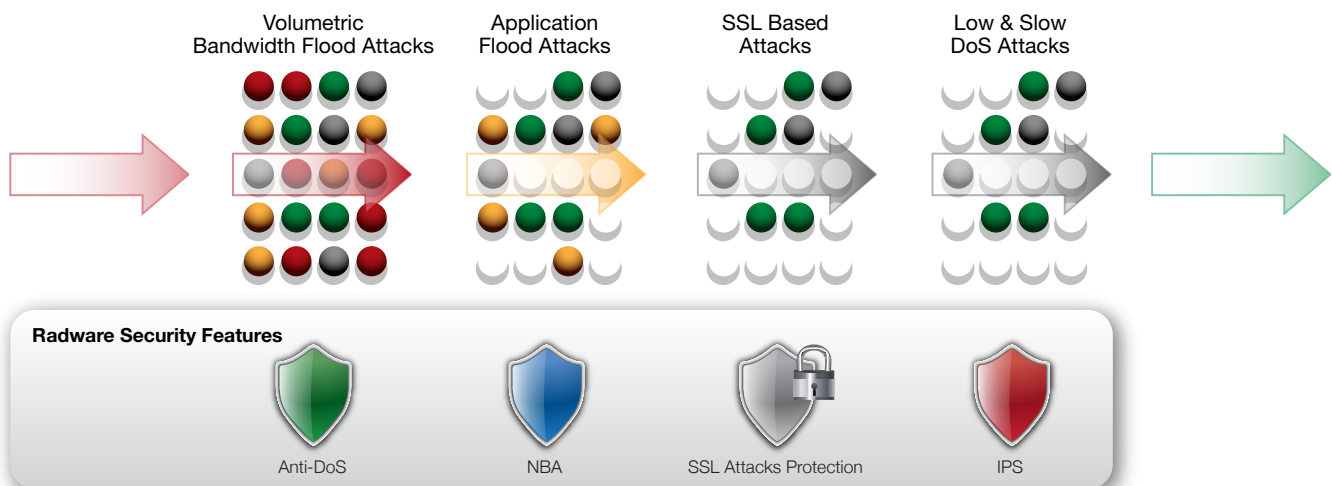 Volumetric
Bandwidth Flood Attacks
Application
Flood Attacks
SSL Based
Attacks
Low & Slow
DoS Attacks
Radware Security Features
Anti-DoS
NBA
SSL Attacks Protection
IPS